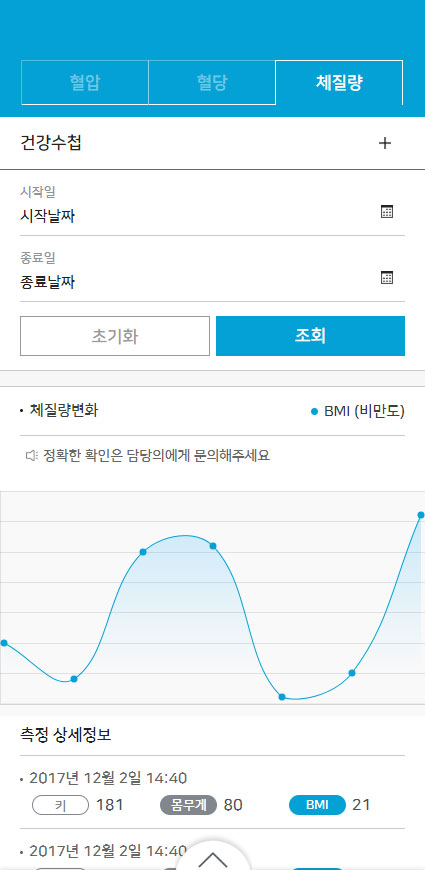 혈압 혈당 체질량
건강수첩
시작일
시작날짜
종료일
종료날짜
초기화 조회
체질량변화 BMI (비만도)
정확한 확인은 담당의에게 문의해주세요
측정 상세정보
2017년 12월 2일 14:40
키 181 몸무게 80 BMI 21
2017년 12월 2일 14:40